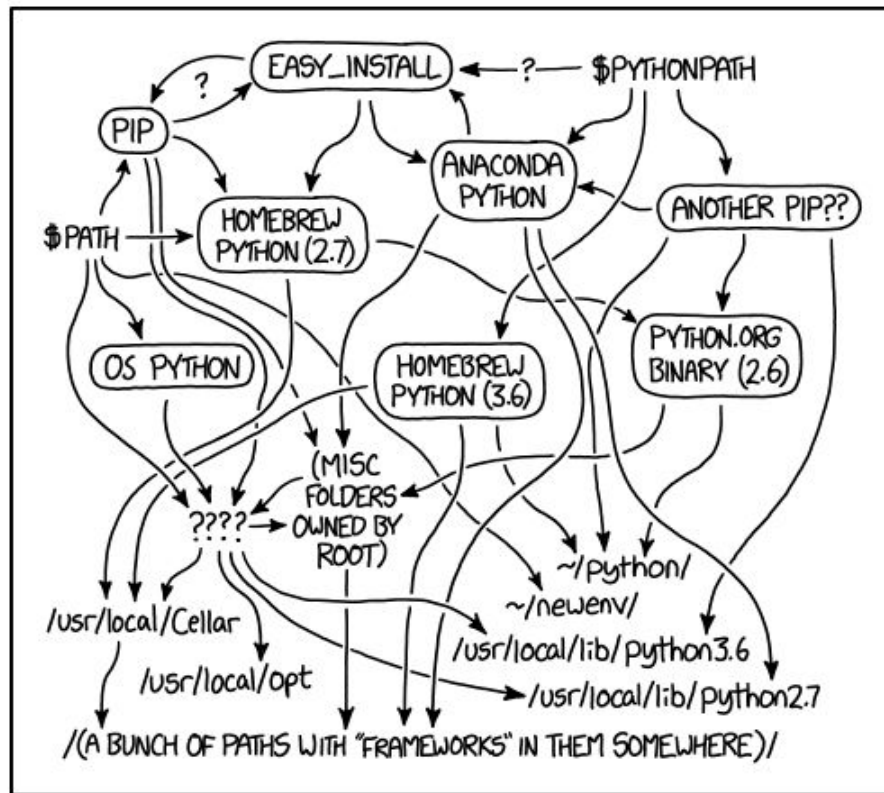 EASY_INSTALL
?
$PYTHONPATH
?
PIP
ANACONDA
PYTHON
ANOTHER PIP??
HOMEBREW
PYTHON (2.7)
$PATH
OS PYTHON
HOMEBREW
PYTHON (3.6)
PYTHON.ORG
BINARY (2.6)
(MISC
FOLDERS
OWNED BY
ROOT)
????
~/python/
~/newenv/
/usr/local/Cellar
/usr/local/lib/python3.6
/usr/local/opt
/usr/local/lib/python2.7
/(A BUNCH OF PATHS WITH "FRAMEWORKS" IN THEM SOMEWHERE)/